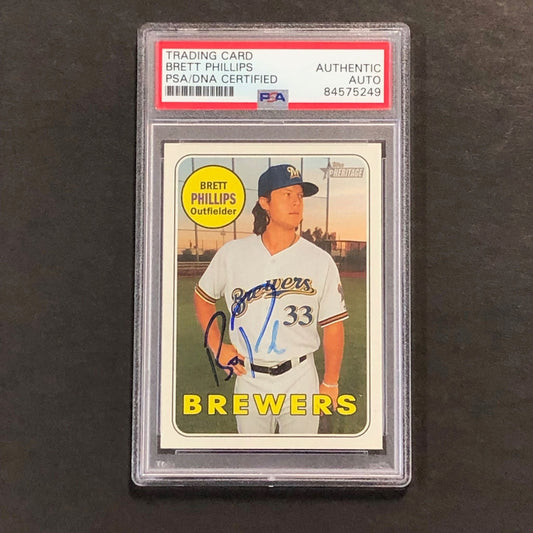 TRADING CARD
BRETT PHILLIPS
PSA/DNA CERTIFIED
AUTHENTIC
AUTO
84575249
PSA
Topps
HERITAGE
BRETT
PHILLIPS
Outfielder
M
Brewers
33
BREWERS